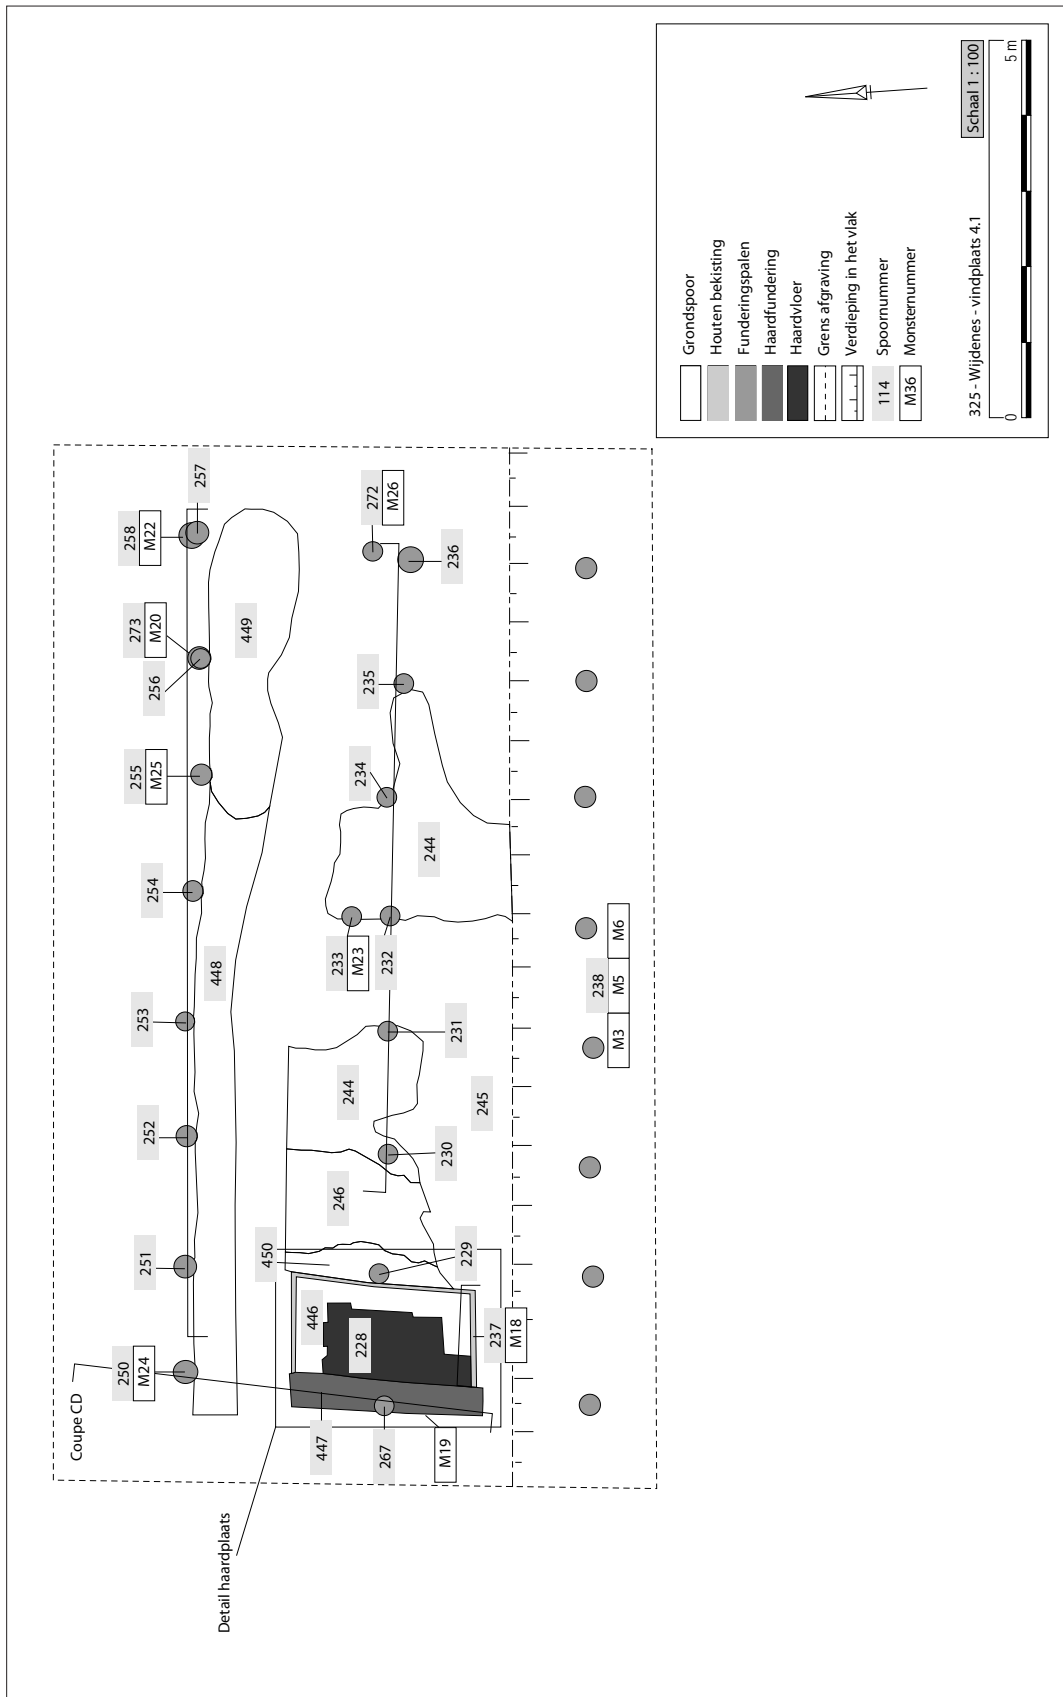 Coupe CD
Detail haardplaats
250
M24
251
252
253
254
255
M25
256
273
M20
258
M22
257
448
449
447
267
M19
446
228
237
M18
450
229
246
230
244
231
245
233
M23
232
234
244
235
272
M26
236
M3
238
M5
M6
Grondspoor
Houten bekisting
Funderingspalen
Haardfundering
Haardvloer
Grens afgraving
Verdieping in het vlak
114 Spoornummer
M36 Monsternummer
325 - Wijdenes - vindplaats 4.1
Schaal 1 : 100
0 5 m